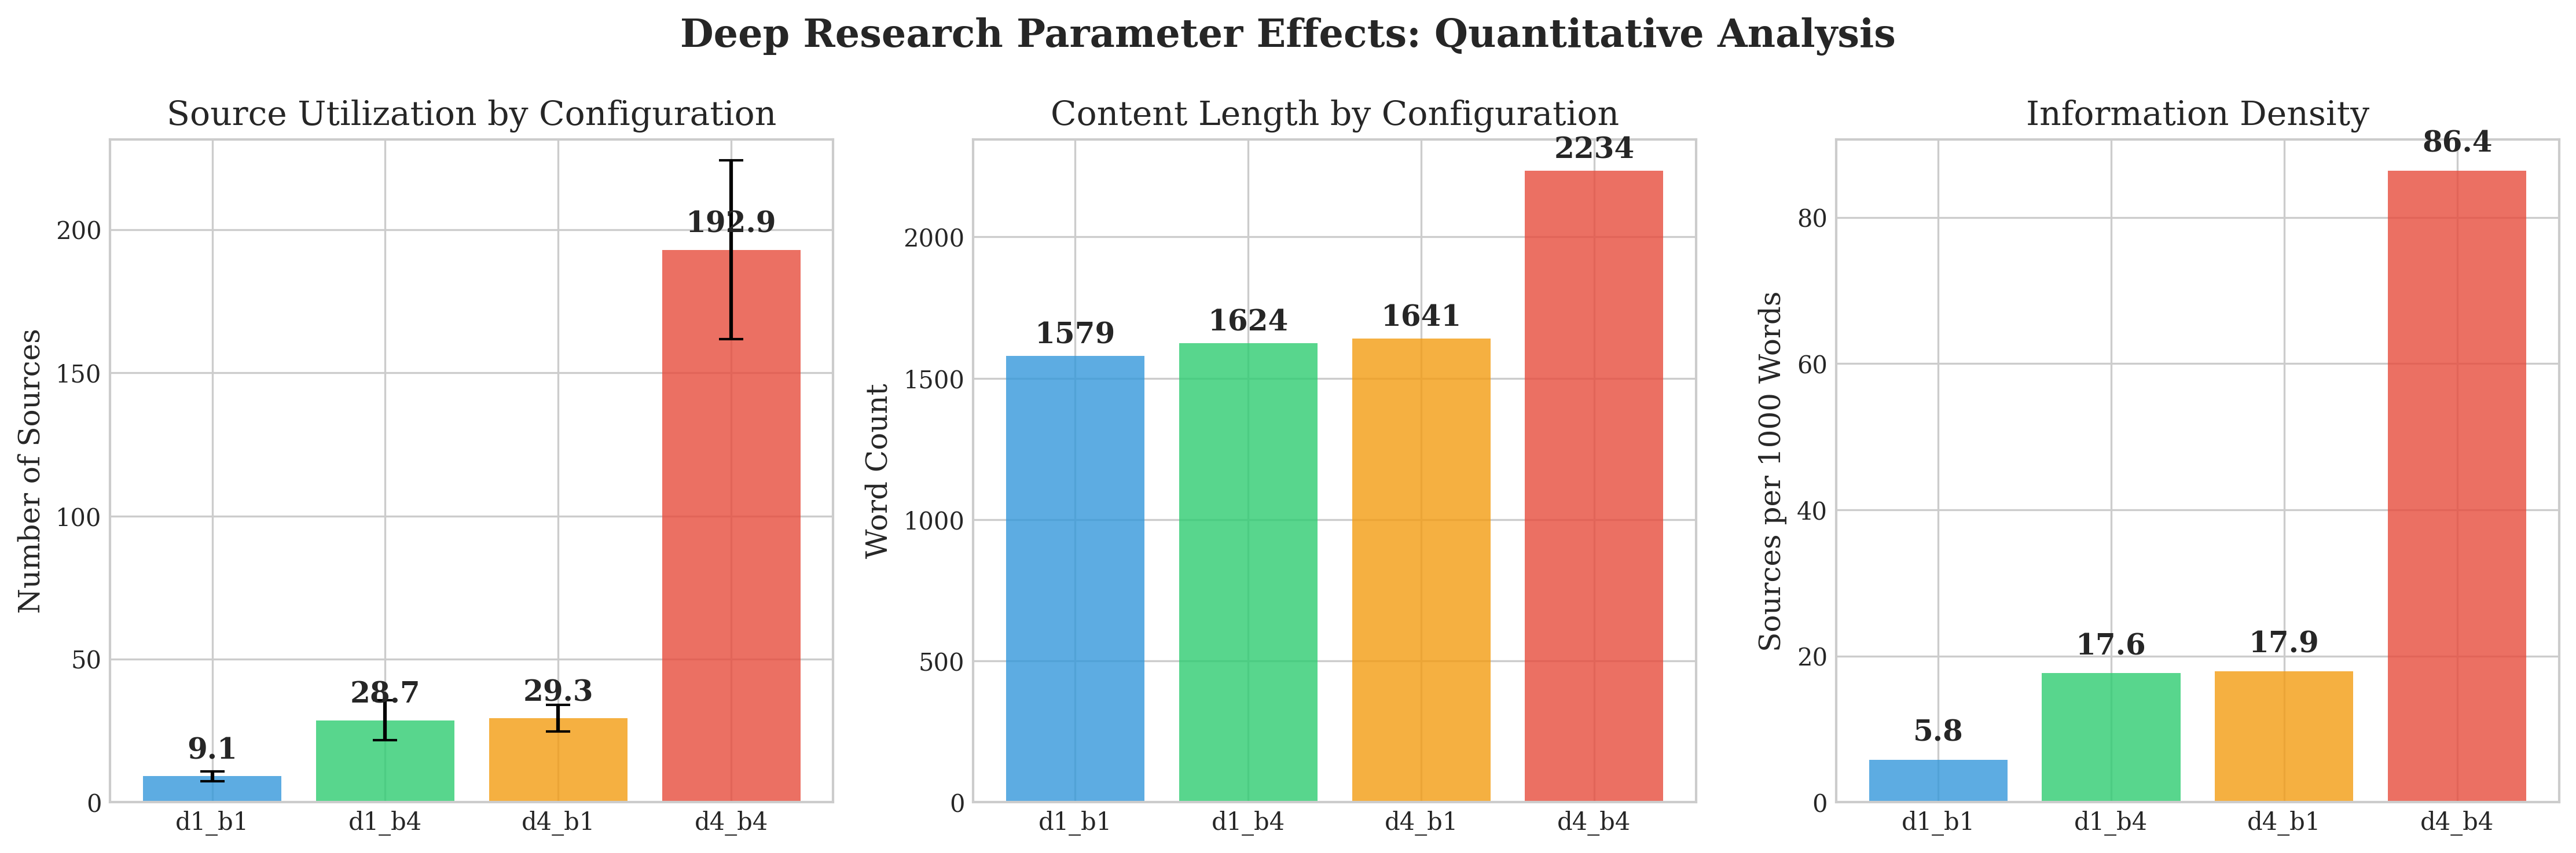 Deep Research Parameter Effects: Quantitative Analysis
Source Utilization by Configuration
Number of Sources
200
150
100
50
0
9.1
28.7
29.3
192.9
d1_b1
d1_b4
d4_b1
d4_b4
Content Length by Configuration
Word Count
2000
1500
1000
500
0
1579
1624
1641
2234
d1_b1
d1_b4
d4_b1
d4_b4
Information Density
Sources per 1000 Words
80
60
40
20
0
5.8
17.6
17.9
86.4
d1_b1
d1_b4
d4_b1
d4_b4